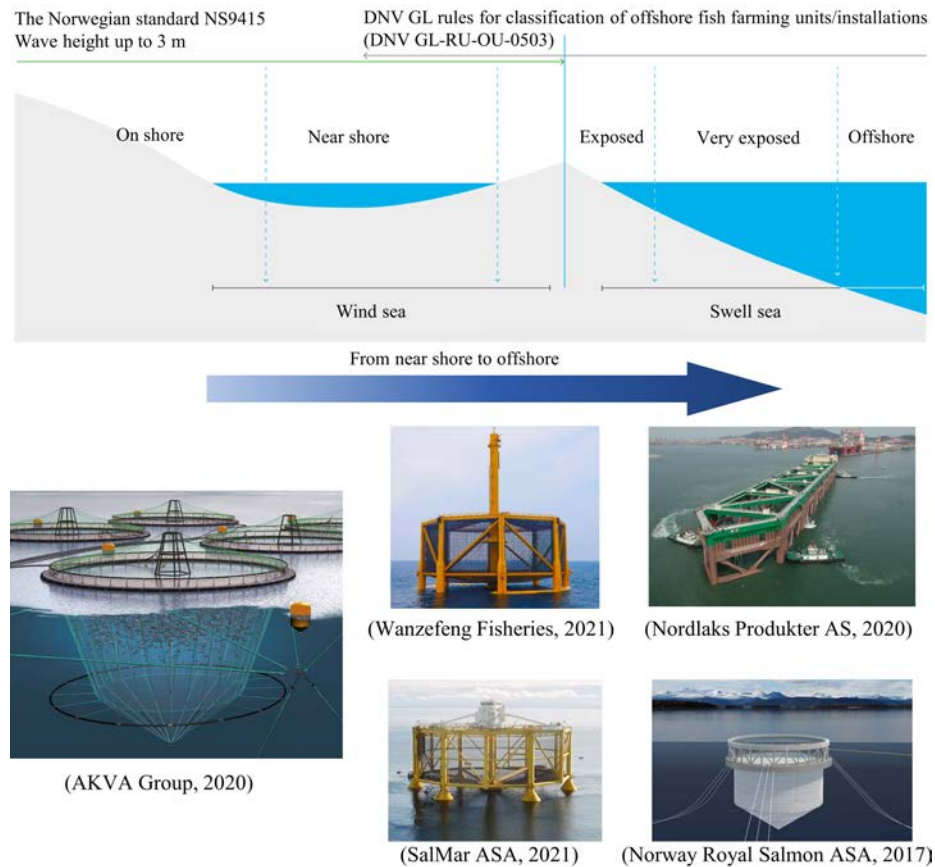 The Norwegian standard NS9415
Wave height up to 3 m
DNV GL rules for classification of offshore fish farming units/installations
(DNV GL-RU-OU-0503)
On shore
Near shore
Exposed
Very exposed
Offshore
Wind sea
Swell sea
From near shore to offshore
(Wanzefeng Fisheries, 2021)
(Nordlaks Produkter AS, 2020)
(AKVA Group, 2020)
(SalMar ASA, 2021)
(Norway Royal Salmon ASA, 2017)